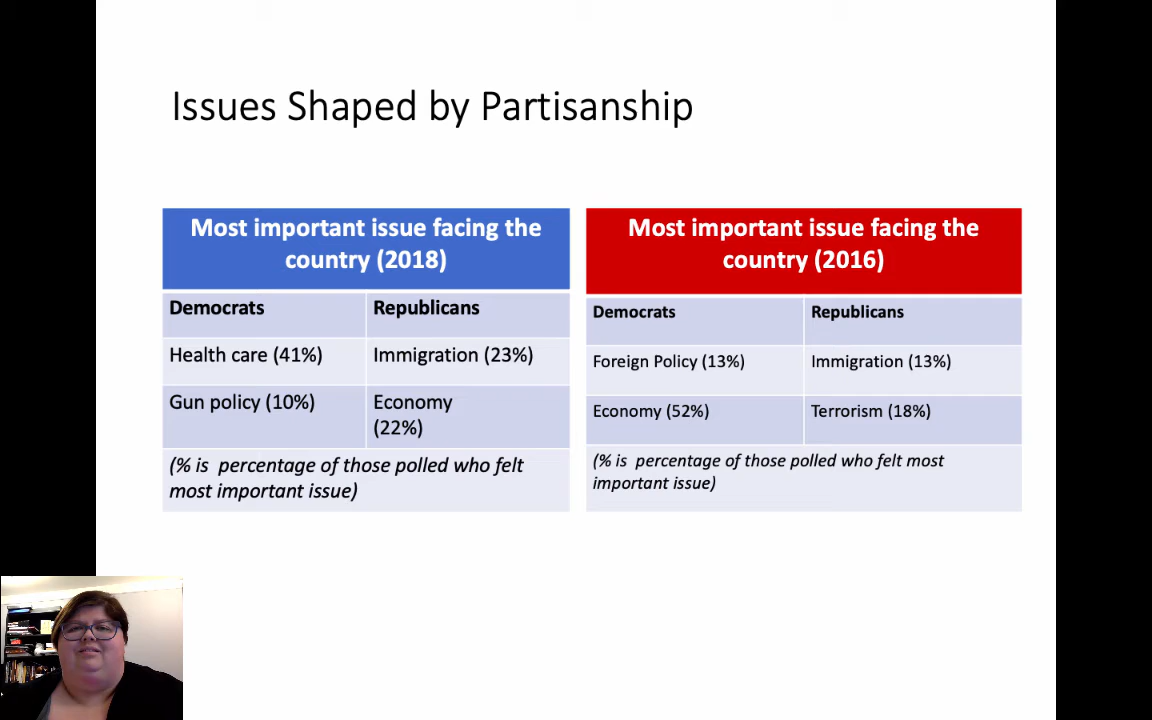 Issues Shaped by Partisanship
Most important issue facing the
country (2018)
Democrats
Republicans
Health care (41%)
Immigration (23%)
Gun policy (10%)
Economy
(22%)
(% is  percentage of those polled who felt
most important issue)
Most important issue facing the
country (2016)
Democrats
Republicans
Foreign Policy (13%)
Immigration (13%)
Economy (52%)
Terrorism (18%)
(% is  percentage of those polled who felt most
important issue)